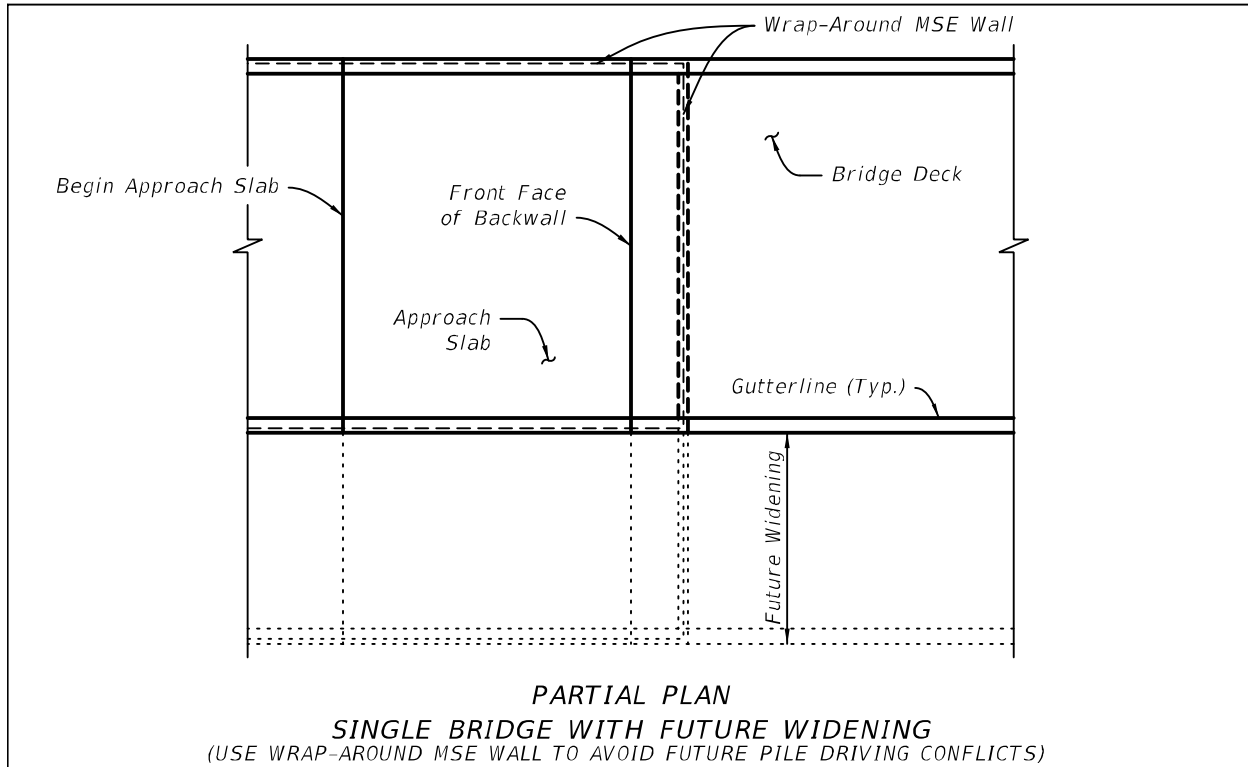 Wrap-Around MSE Wall
Begin Approach Slab
Front Face
of Backwall
Bridge Deck
Approach
Slab
Gutterline (Typ.)
Future Widening
PARTIAL PLAN
SINGLE BRIDGE WITH FUTURE WIDENING
(USE WRAP-AROUND MSE WALL TO AVOID FUTURE PILE DRIVING CONFLICTS)